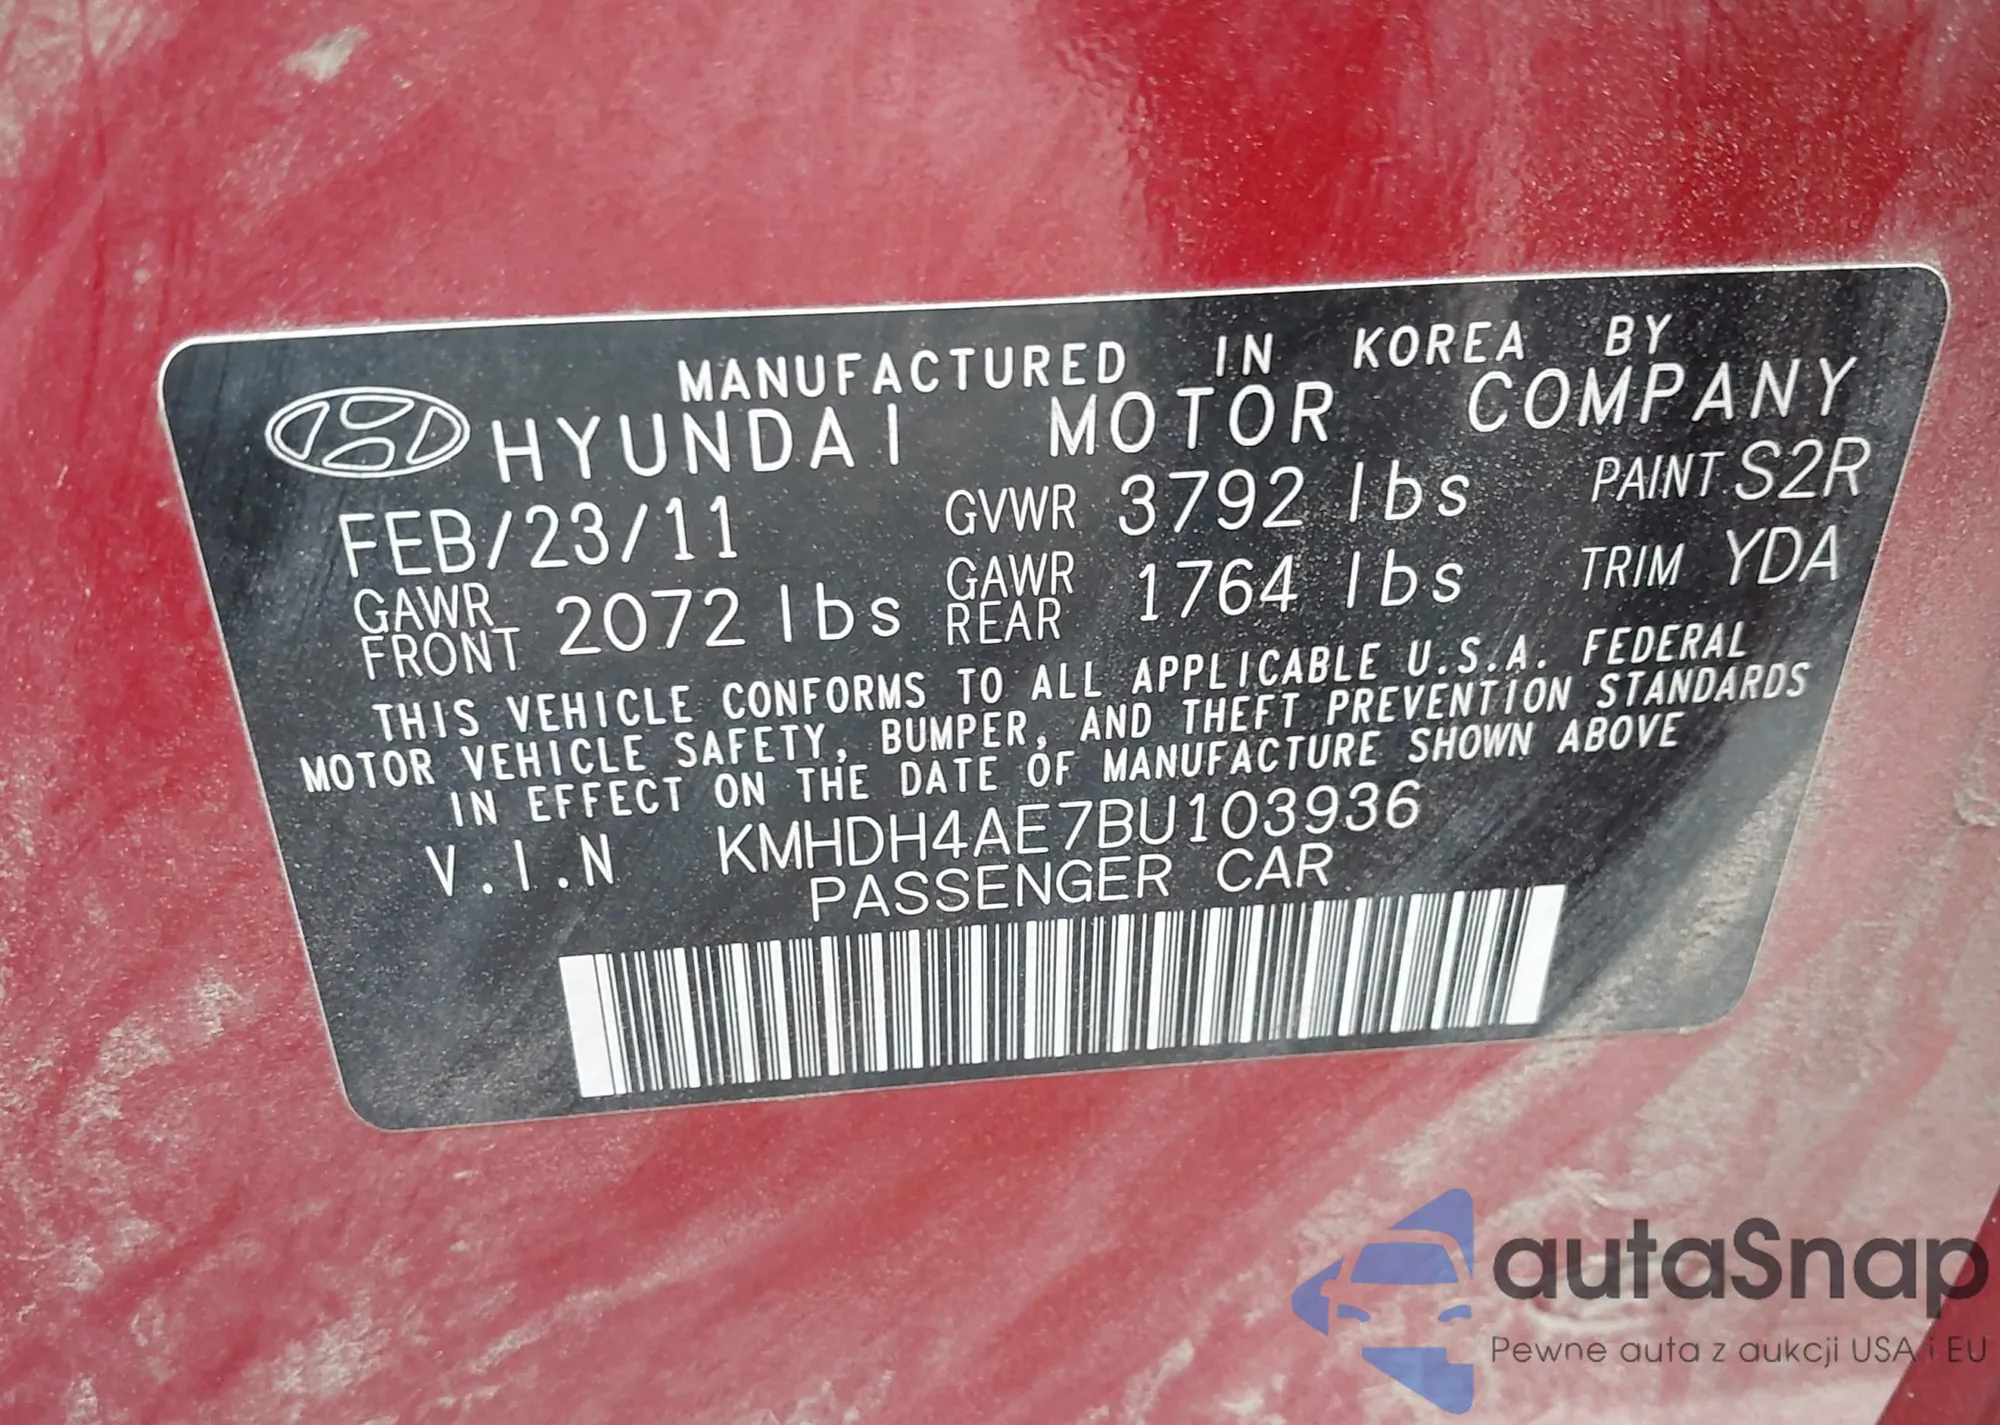 MANUFACTURED IN KOREA BY
HYUNDAI MOTOR COMPANY
FEB/23/11 GVWR 3792 lbs PAINT S2R
GAWR FRONT 2072 lbs GAWR REAR 1764 lbs TRIM YDA
THIS VEHICLE CONFORMS TO ALL APPLICABLE U.S.A. FEDERAL
MOTOR VEHICLE SAFETY, BUMPER, AND THEFT PREVENTION STANDARDS
IN EFFECT ON THE DATE OF MANUFACTURE SHOWN ABOVE
V.I.N KMHDH4AE7BU103936
PASSENGER CAR
autaSnap
Pewne auta z aukcji USA i EU